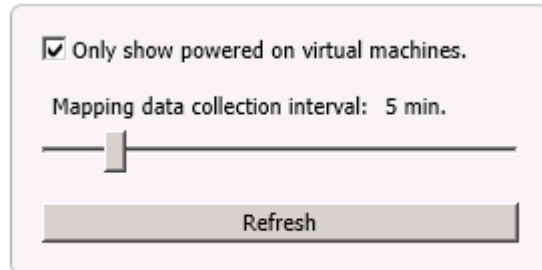 Only show powered on virtual machines.
Mapping data collection interval: 5 min.
Refresh